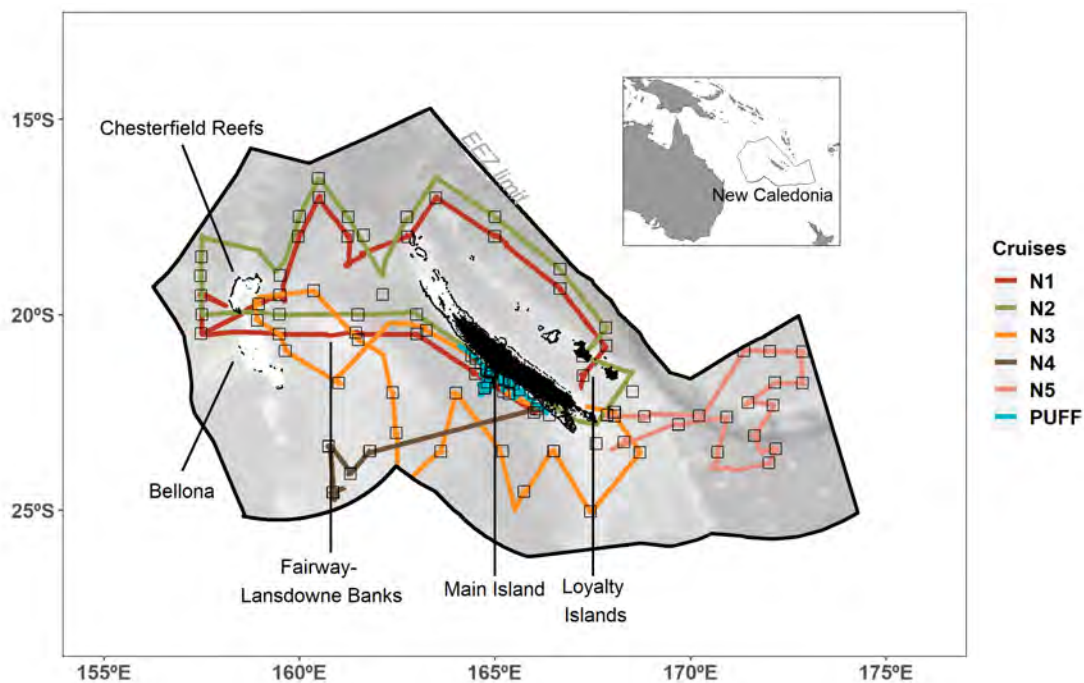 15ºS
20ºS
25ºS
155ºE
160ºE
165ºE
170ºE
175ºE
Chesterfield Reefs
Bellona
Fairway-
Lansdowne Banks
Main Island
Loyalty
Islands
EEZ limit
New Caledonia
Cruises
N1
N2
N3
N4
N5
PUFF